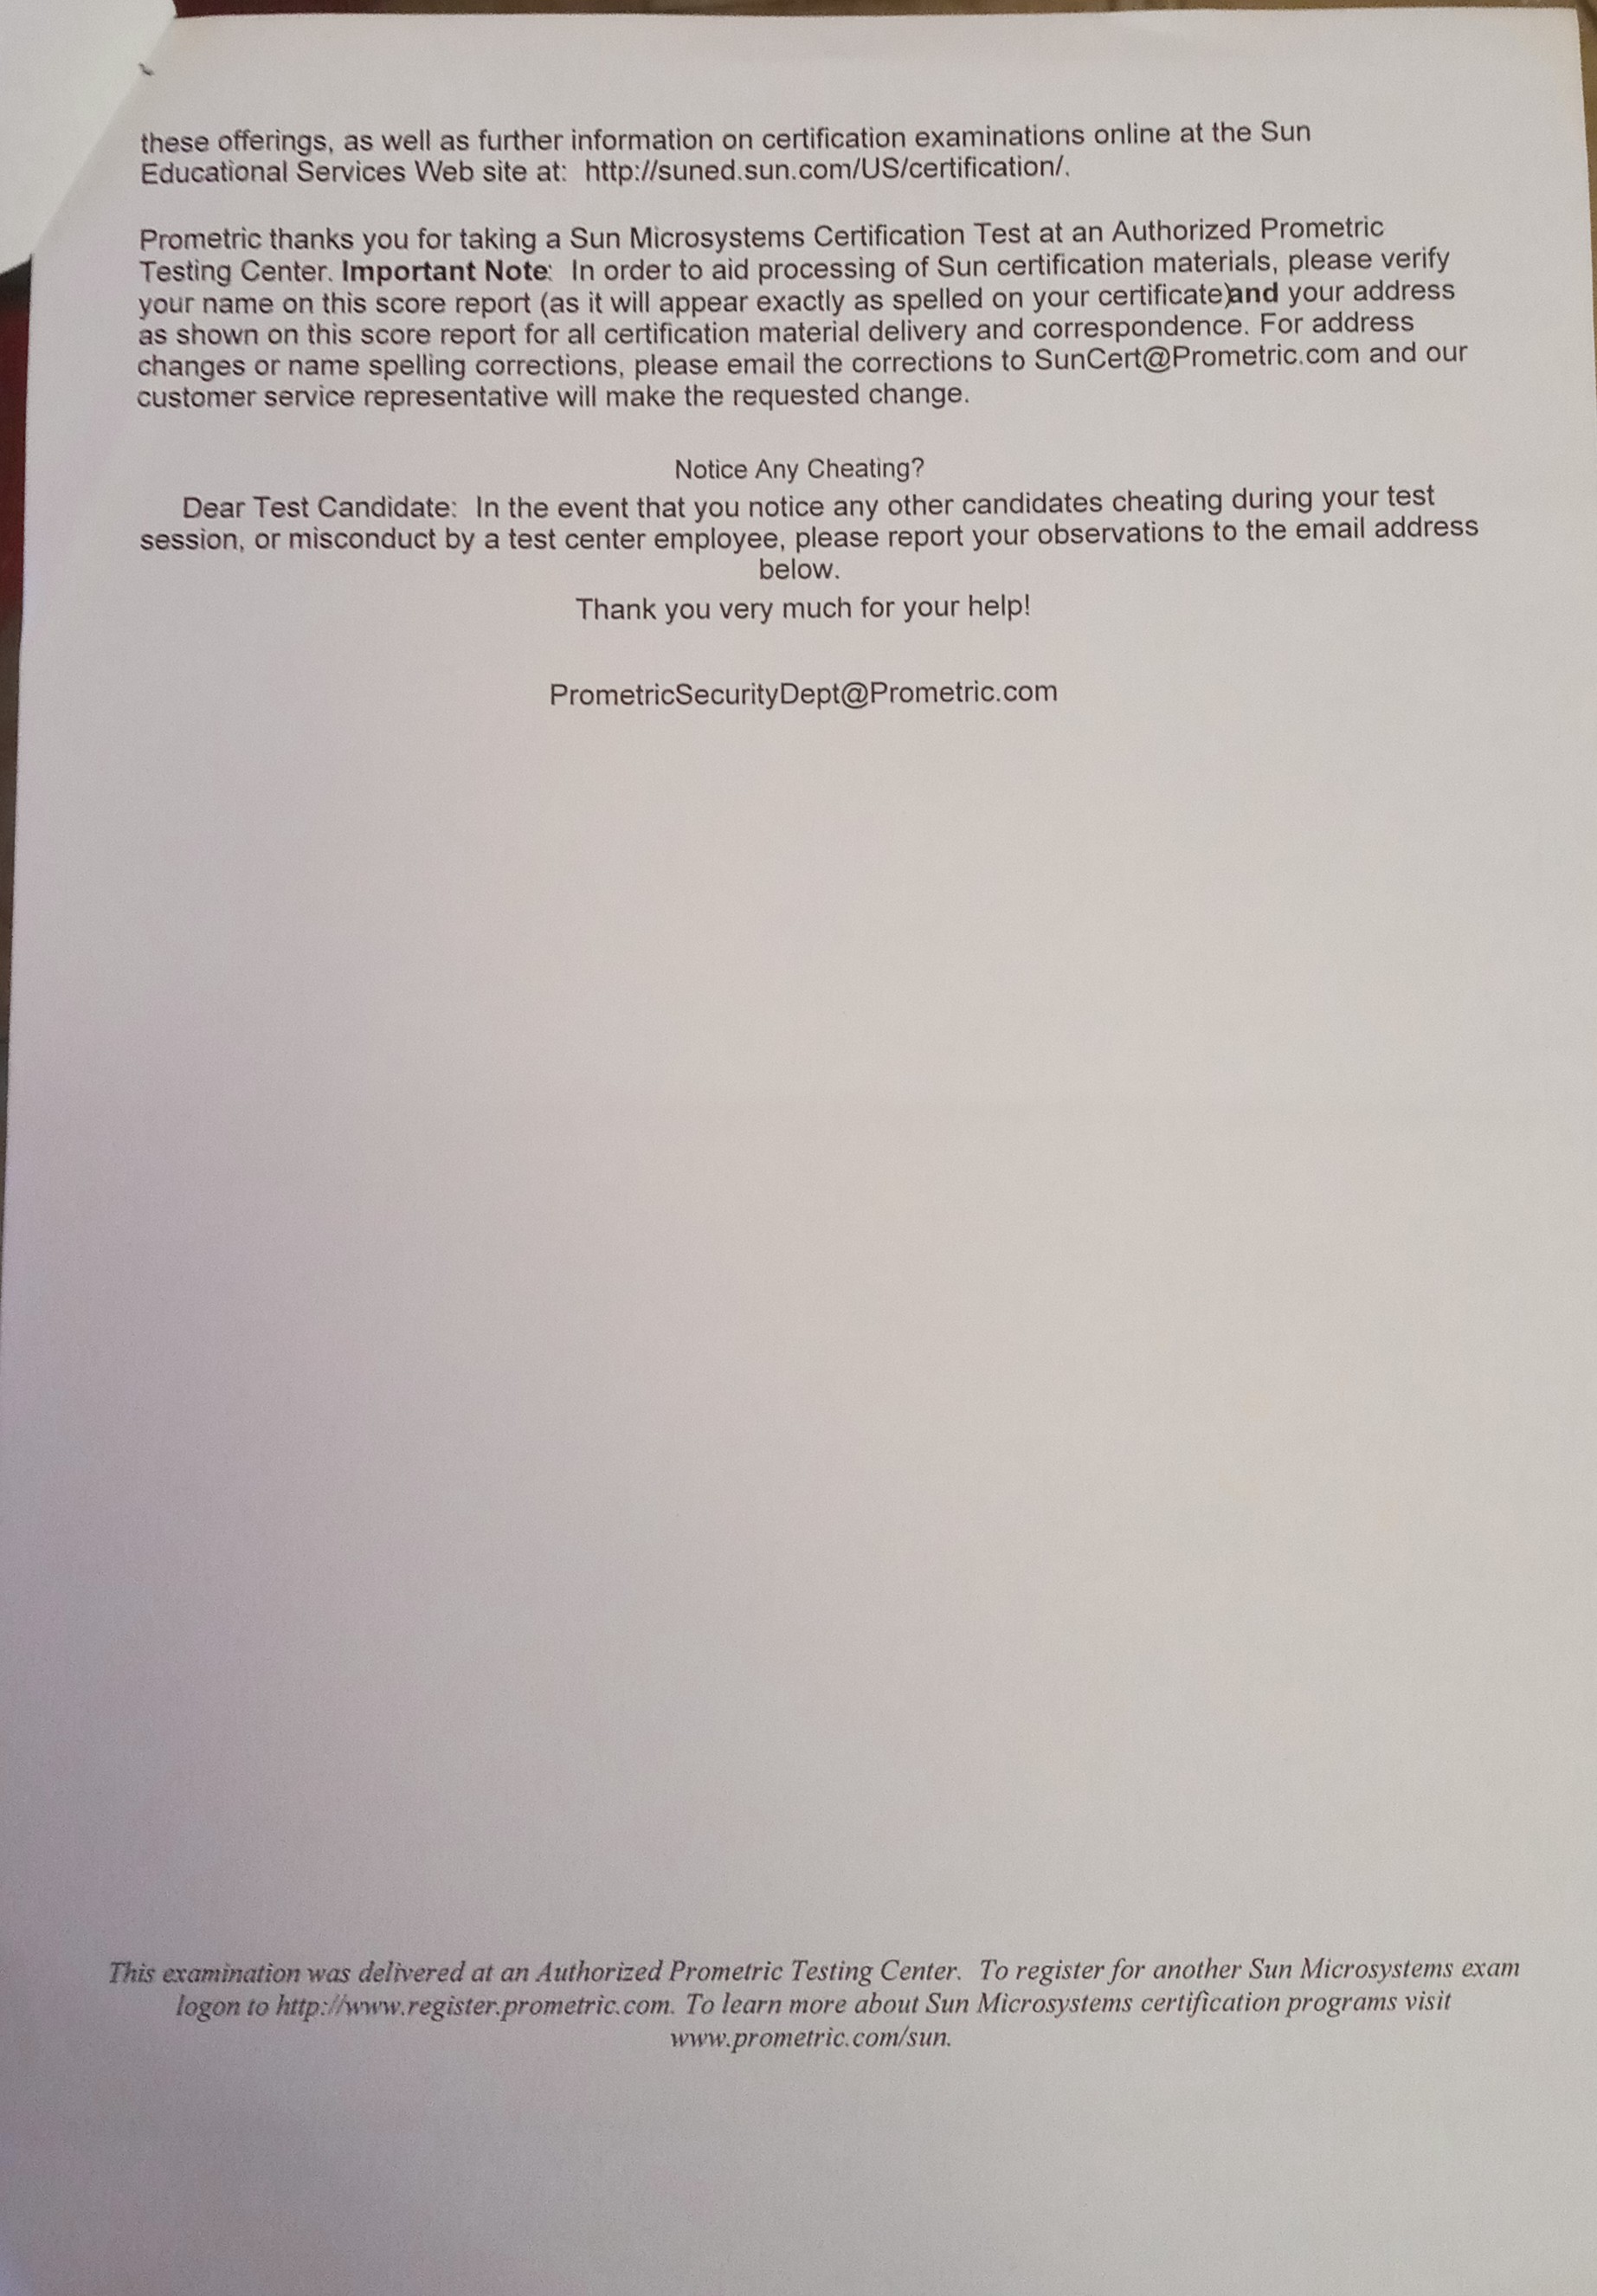 these offerings, as well as further information on certification examinations online at the Sun
Educational Services Web site at:  http://suned.sun.com/US/certification/.
Prometric thanks you for taking a Sun Microsystems Certification Test at an Authorized Prometric
Testing Center. Important Note:  In order to aid processing of Sun certification materials, please verify
your name on this score report (as it will appear exactly as spelled on your certificate)and your address
as shown on this score report for all certification material delivery and correspondence. For address
changes or name spelling corrections, please email the corrections to SunCert@Prometric.com and our
customer service representative will make the requested change.
Notice Any Cheating?
Dear Test Candidate:  In the event that you notice any other candidates cheating during your test
session, or misconduct by a test center employee, please report your observations to the email address
below.
Thank you very much for your help!
PrometricSecurityDept@Prometric.com
This examination was delivered at an Authorized Prometric Testing Center.  To register for another Sun Microsystems exam
logon to http://www.register.prometric.com. To learn more about Sun Microsystems certification programs visit
www.prometric.com/sun.